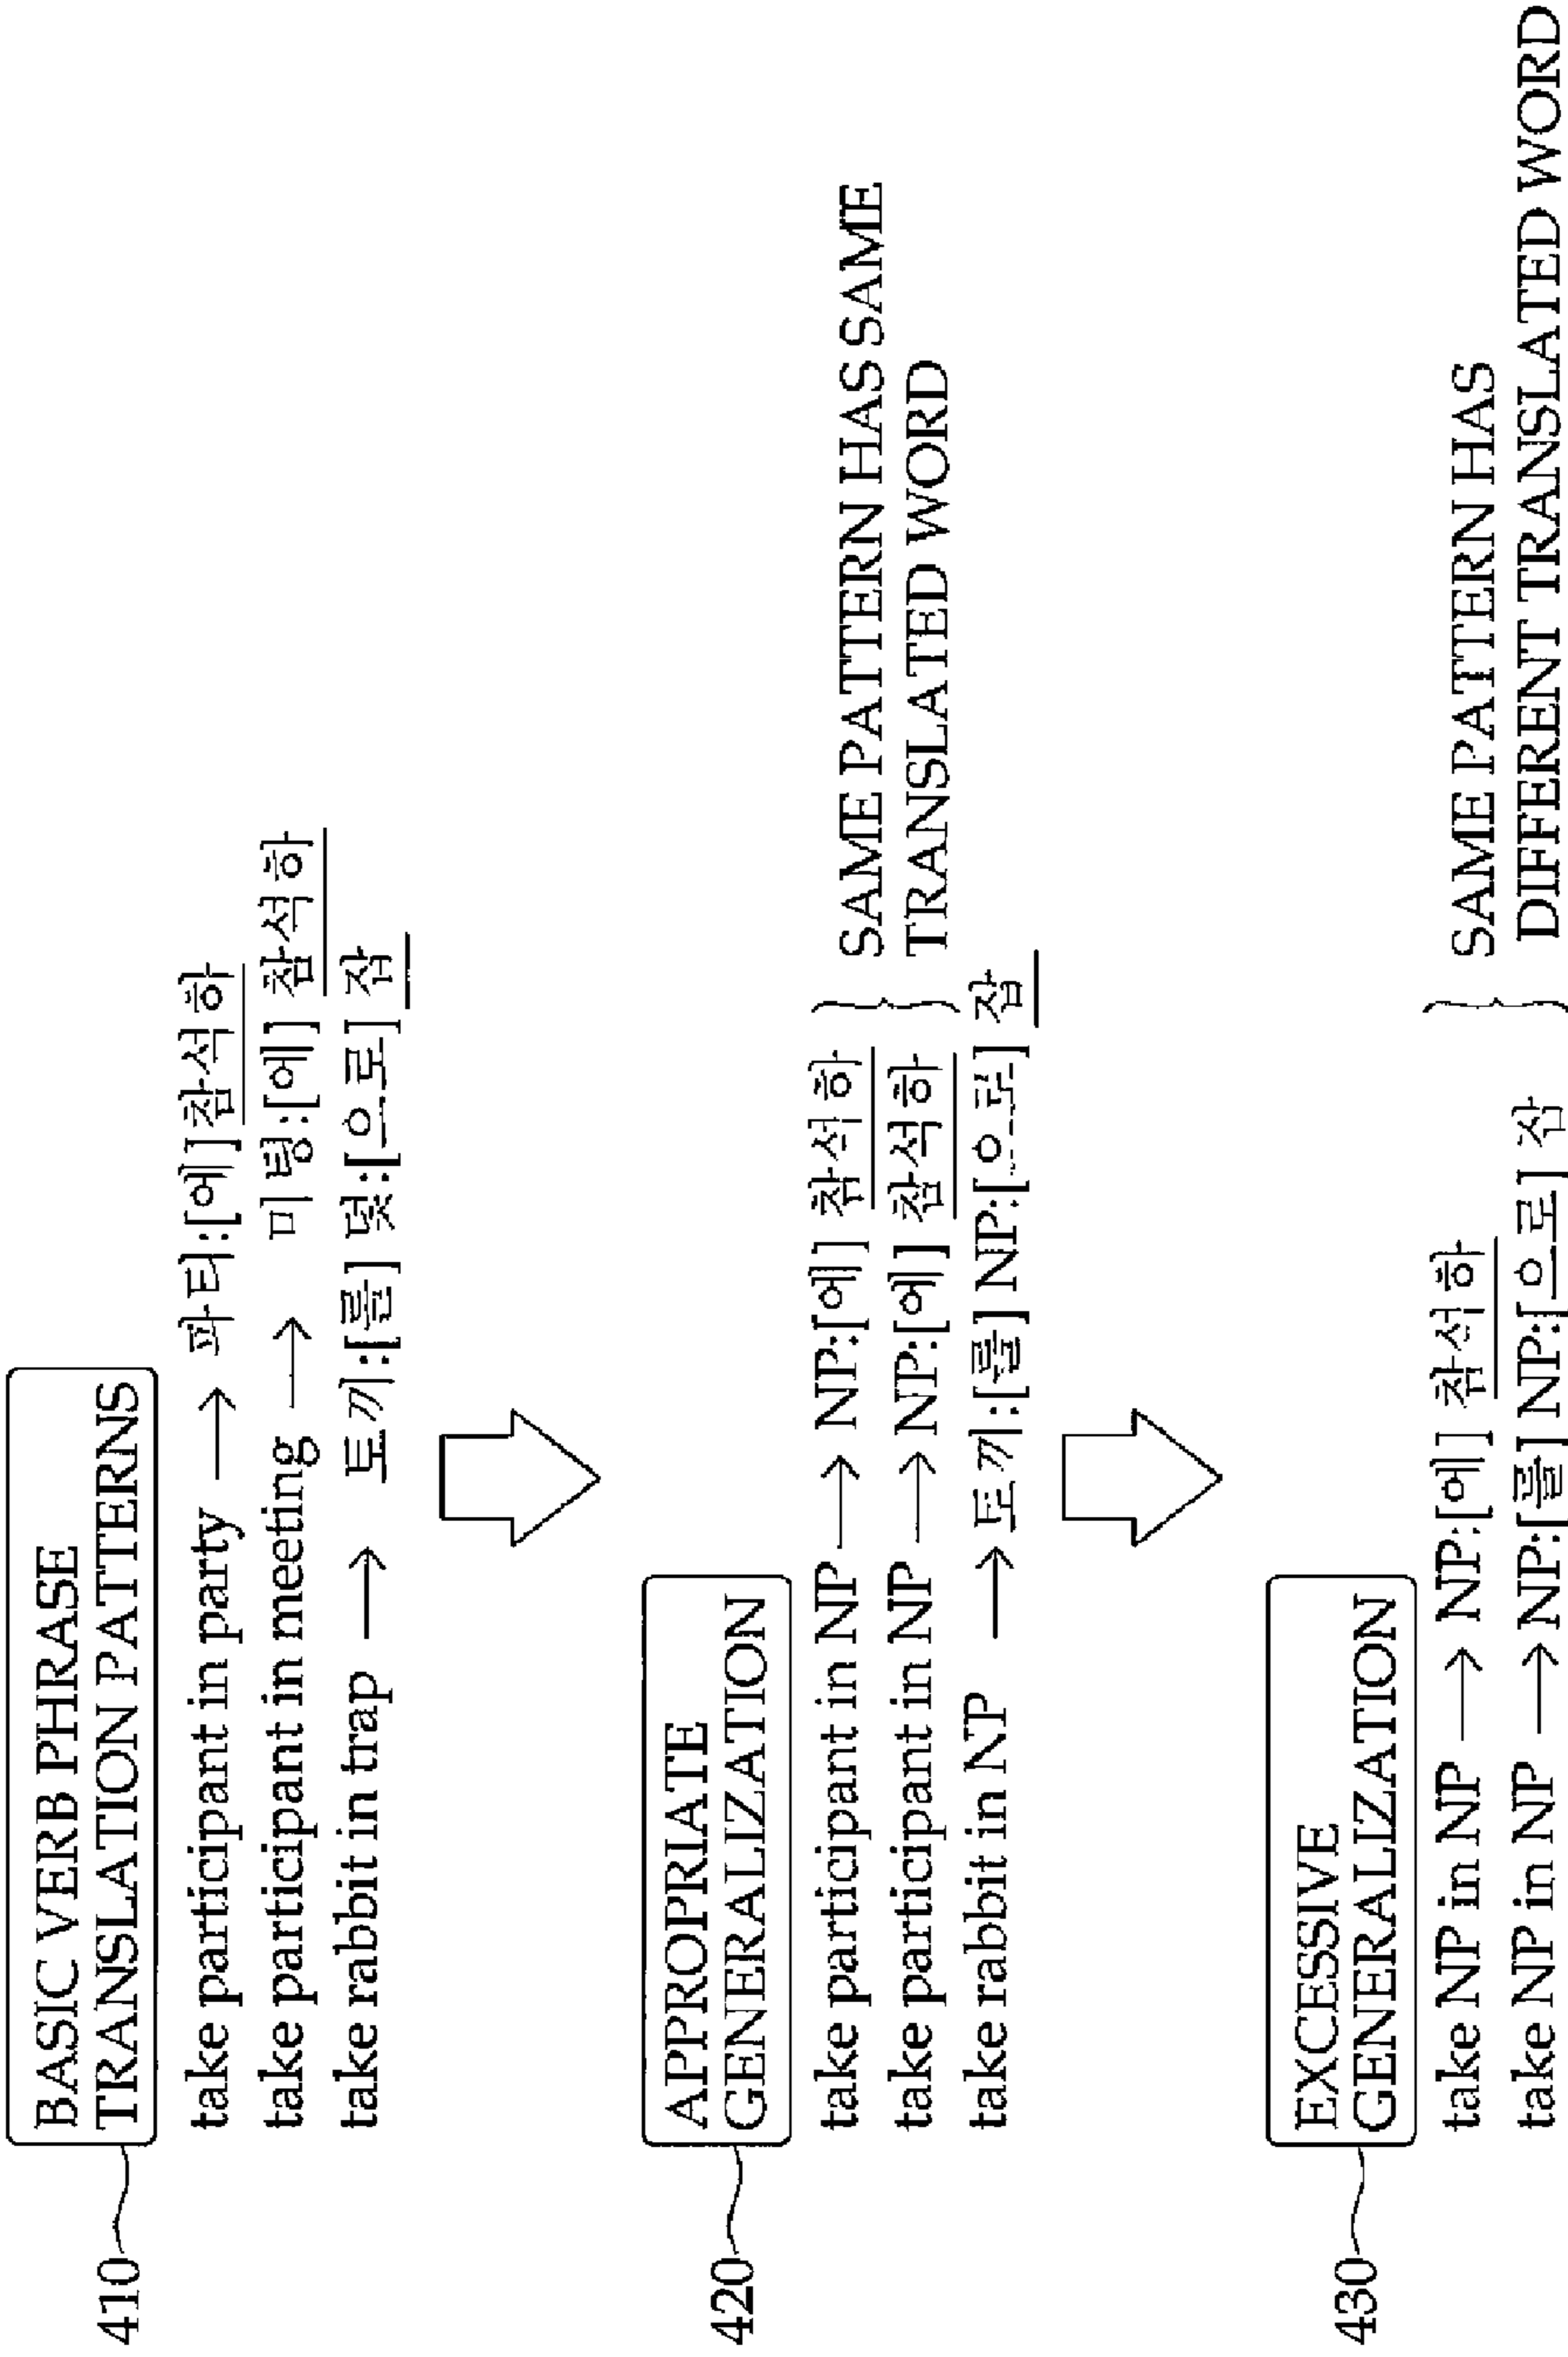 410
BASIC VERB PHRASE
TRANSLATION PATTERNS
take participant in party → 파티:[에]참석하
take participant in meeting → 미팅:[에] 참석하
take rabbit in trap → 토끼:[를] 덫:[으로] 잡
420
APPROPRIATE
GENERALIZATION
take participant in NP → NP:[에] 참석하
take participant in NP → NP:[에] 참석하
take rabbit in NP → 토끼:[를] NP:[으로] 잡
} SAME PATTERN HAS SAME
TRANSLATED WORD
430
EXCESSIVE
GENERALIZATION
take NP in NP → NP:[에] 참석하
take NP in NP → NP:[를] NP:[으로] 잡
} SAME PATTERN HAS
DIFFERENT TRANSLATED WORD